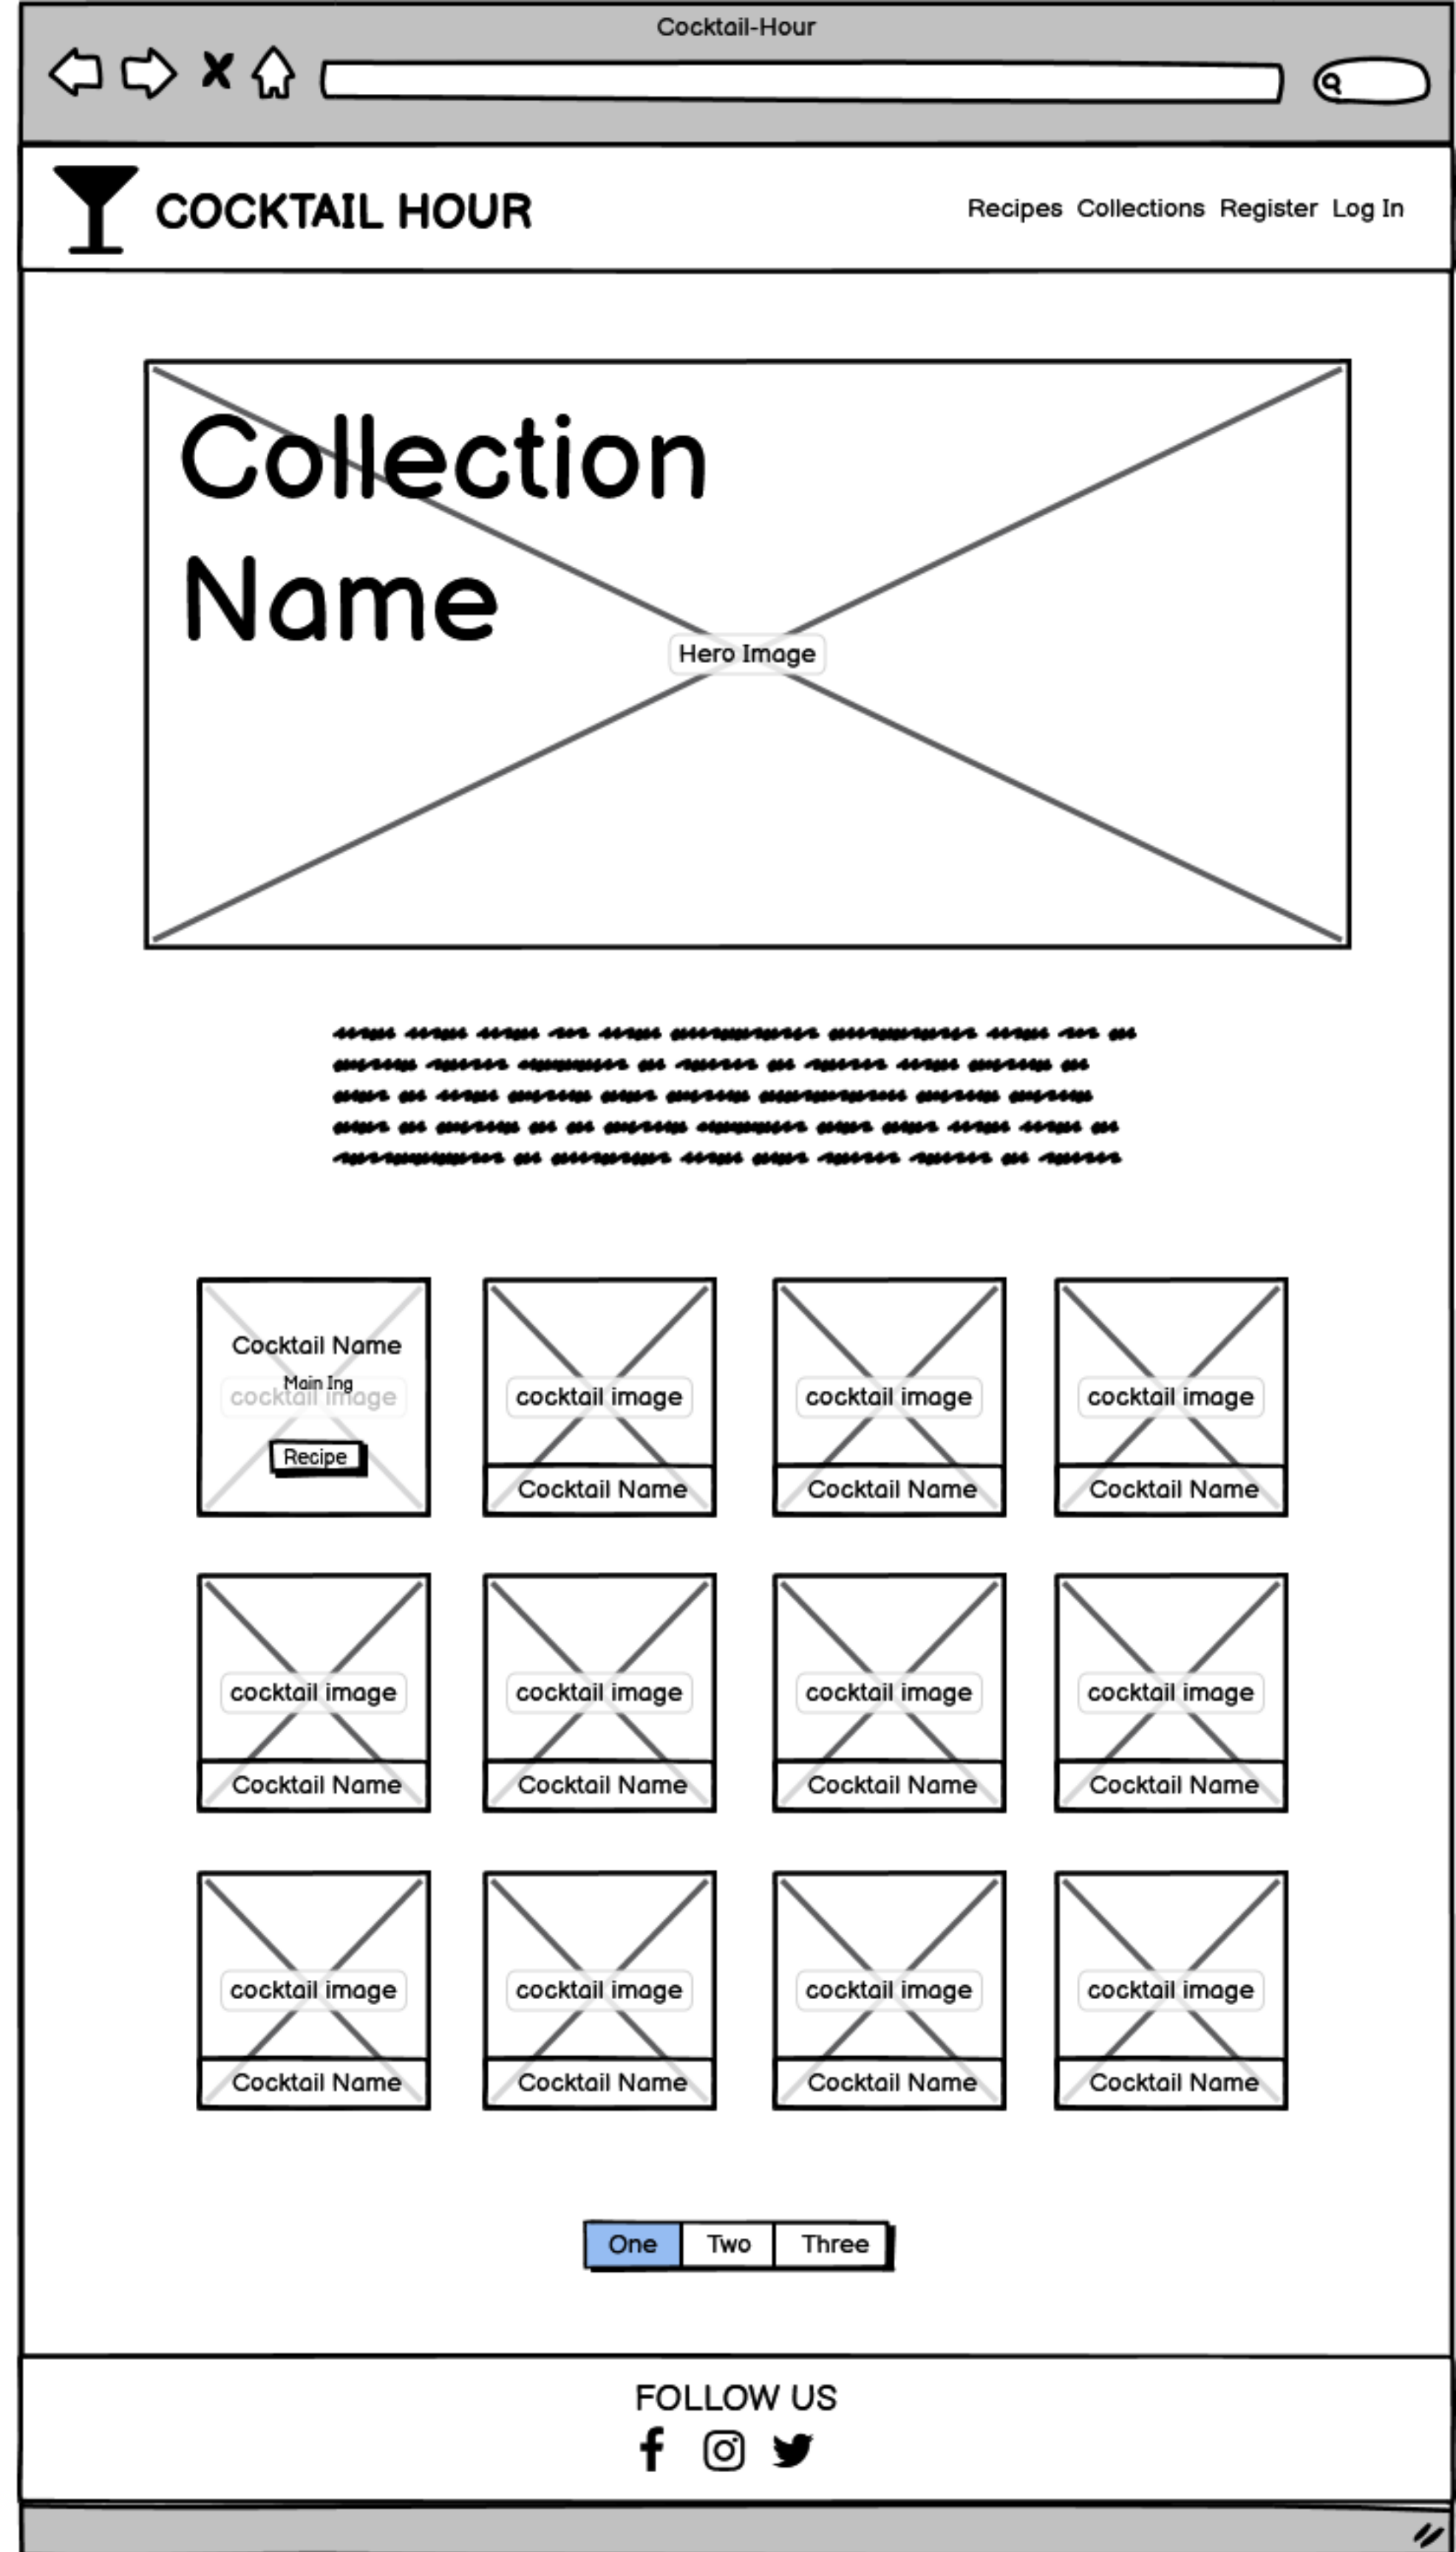 Cocktail-Hour
COCKTAIL HOUR
Recipes Collections Register Log In
Collection
Name
Hero Image
Cocktail Name
Main Ing
cocktail image
Recipe
cocktail image
Cocktail Name
cocktail image
Cocktail Name
cocktail image
Cocktail Name
cocktail image
Cocktail Name
cocktail image
Cocktail Name
cocktail image
Cocktail Name
cocktail image
Cocktail Name
cocktail image
Cocktail Name
cocktail image
Cocktail Name
cocktail image
Cocktail Name
cocktail image
Cocktail Name
One Two Three
FOLLOW US